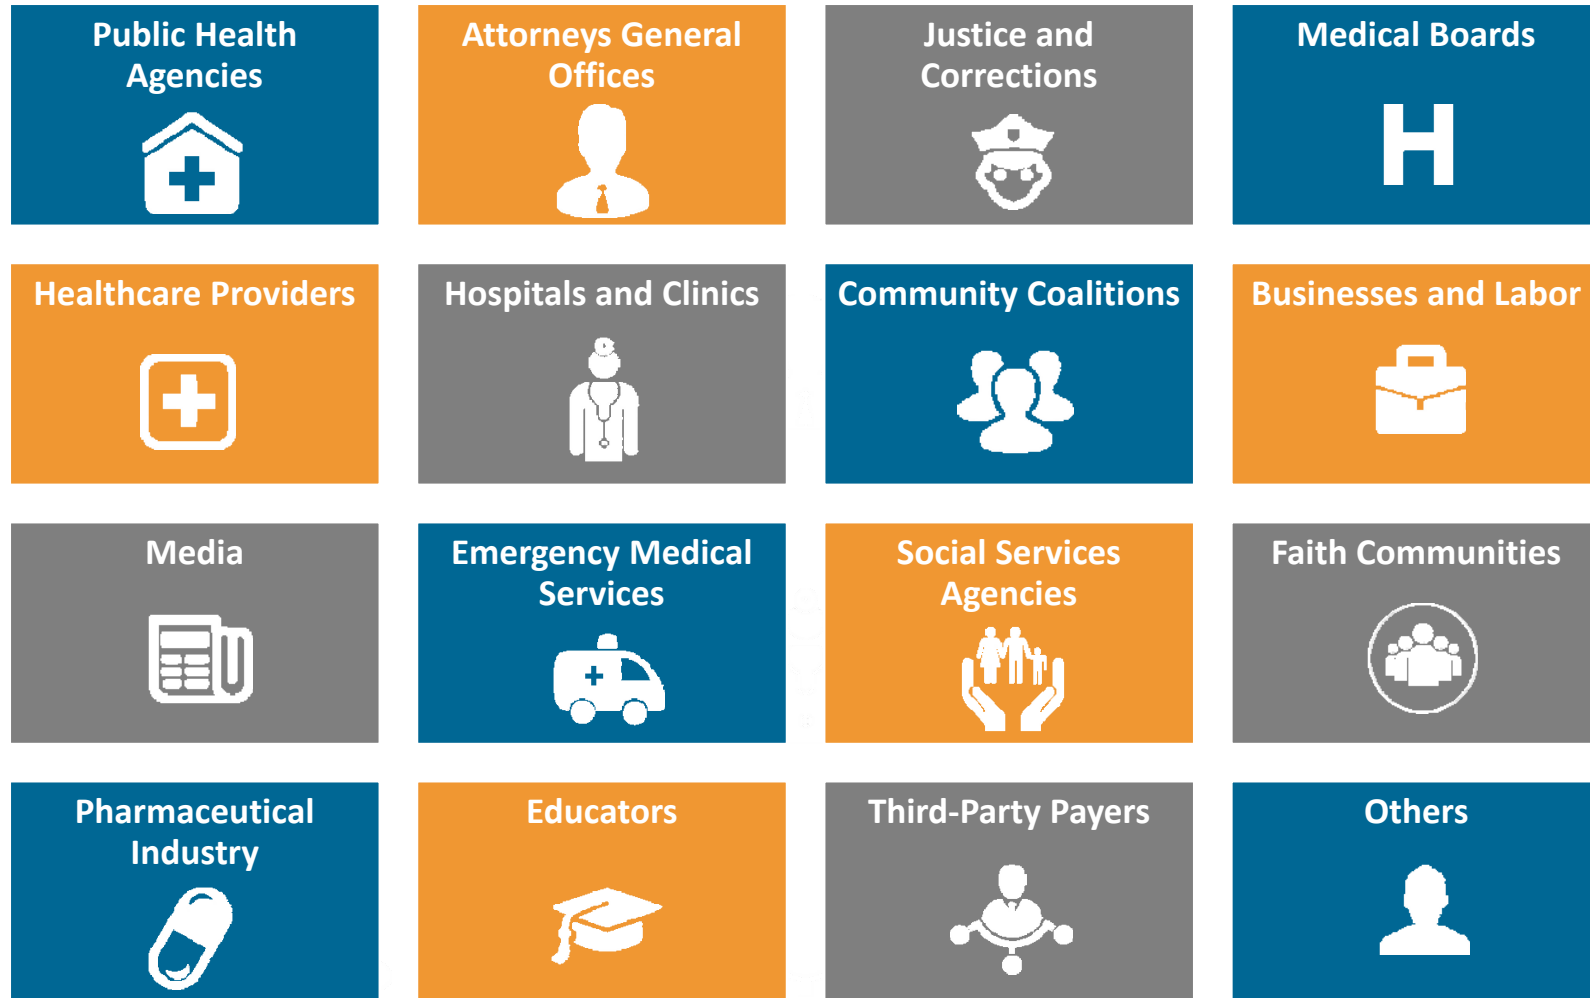 Public Health
Agencies
Attorneys General
Offices
Justice and
Corrections
Medical Boards
H
Healthcare Providers
Hospitals and Clinics
Community Coalitions
Businesses and Labor
Media
Emergency Medical
Services
Social Services
Agencies
Faith Communities
Pharmaceutical
Industry
Educators
Third-Party Payers
Others